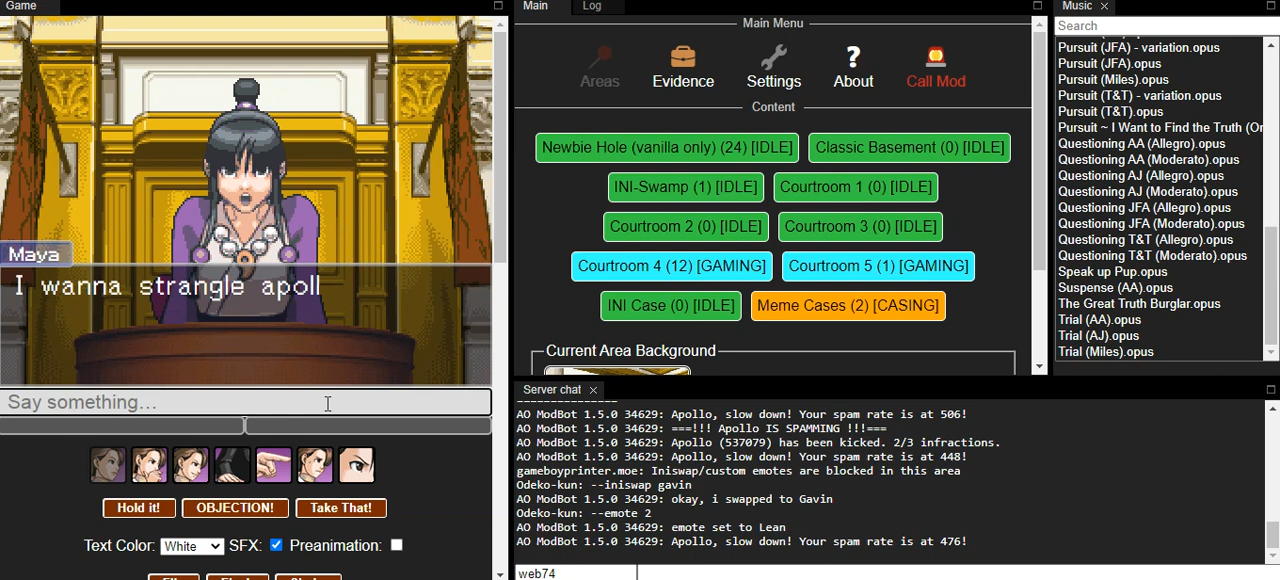 Game
Maya
I wanna strangle apoll
Say something...
Hold it!
OBJECTION!
Take That!
Text Color:
White
SFX:
Preanimation:
Main
Log
Main Menu
Areas
Evidence
Settings
About
Call Mod
Content
Newbie Hole (vanilla only) (24) [IDLE]
Classic Basement (0) [IDLE]
INI-Swamp (1) [IDLE]
Courtroom 1 (0) [IDLE]
Courtroom 2 (0) [IDLE]
Courtroom 3 (0) [IDLE]
Courtroom 4 (12) [GAMING]
Courtroom 5 (1) [GAMING]
INI Case (0) [IDLE]
Meme Cases (2) [CASING]
Current Area Background
Server chat
AO ModBot 1.5.0 34629: Apollo, slow down! Your spam rate is at 506!
AO ModBot 1.5.0 34629: ===!!! Apollo IS SPAMMING !!!===
AO ModBot 1.5.0 34629: Apollo (537079) has been kicked. 2/3 infractions.
AO ModBot 1.5.0 34629: Apollo, slow down! Your spam rate is at 448!
gameboyprinter.moe: Iniswap/custom emotes are blocked in this area
Odeko-kun: --iniswap gavin
AO ModBot 1.5.0 34629: okay, i swapped to Gavin
Odeko-kun: --emote 2
AO ModBot 1.5.0 34629: emote set to Lean
AO ModBot 1.5.0 34629: Apollo, slow down! Your spam rate is at 476!
web74
Music
Search
Pursuit (JFA) - variation.opus
Pursuit (JFA).opus
Pursuit (Miles).opus
Pursuit (T&T) - variation.opus
Pursuit (T&T).opus
Pursuit ~ I Want to Find the Truth (Or
Questioning AA (Allegro).opus
Questioning AA (Moderato).opus
Questioning AJ (Allegro).opus
Questioning AJ (Moderato).opus
Questioning JFA (Allegro).opus
Questioning JFA (Moderato).opus
Questioning T&T (Allegro).opus
Questioning T&T (Moderato).opus
Speak up Pup.opus
Suspense (AA).opus
The Great Truth Burglar.opus
Trial (AA).opus
Trial (AJ).opus
Trial (Miles).opus